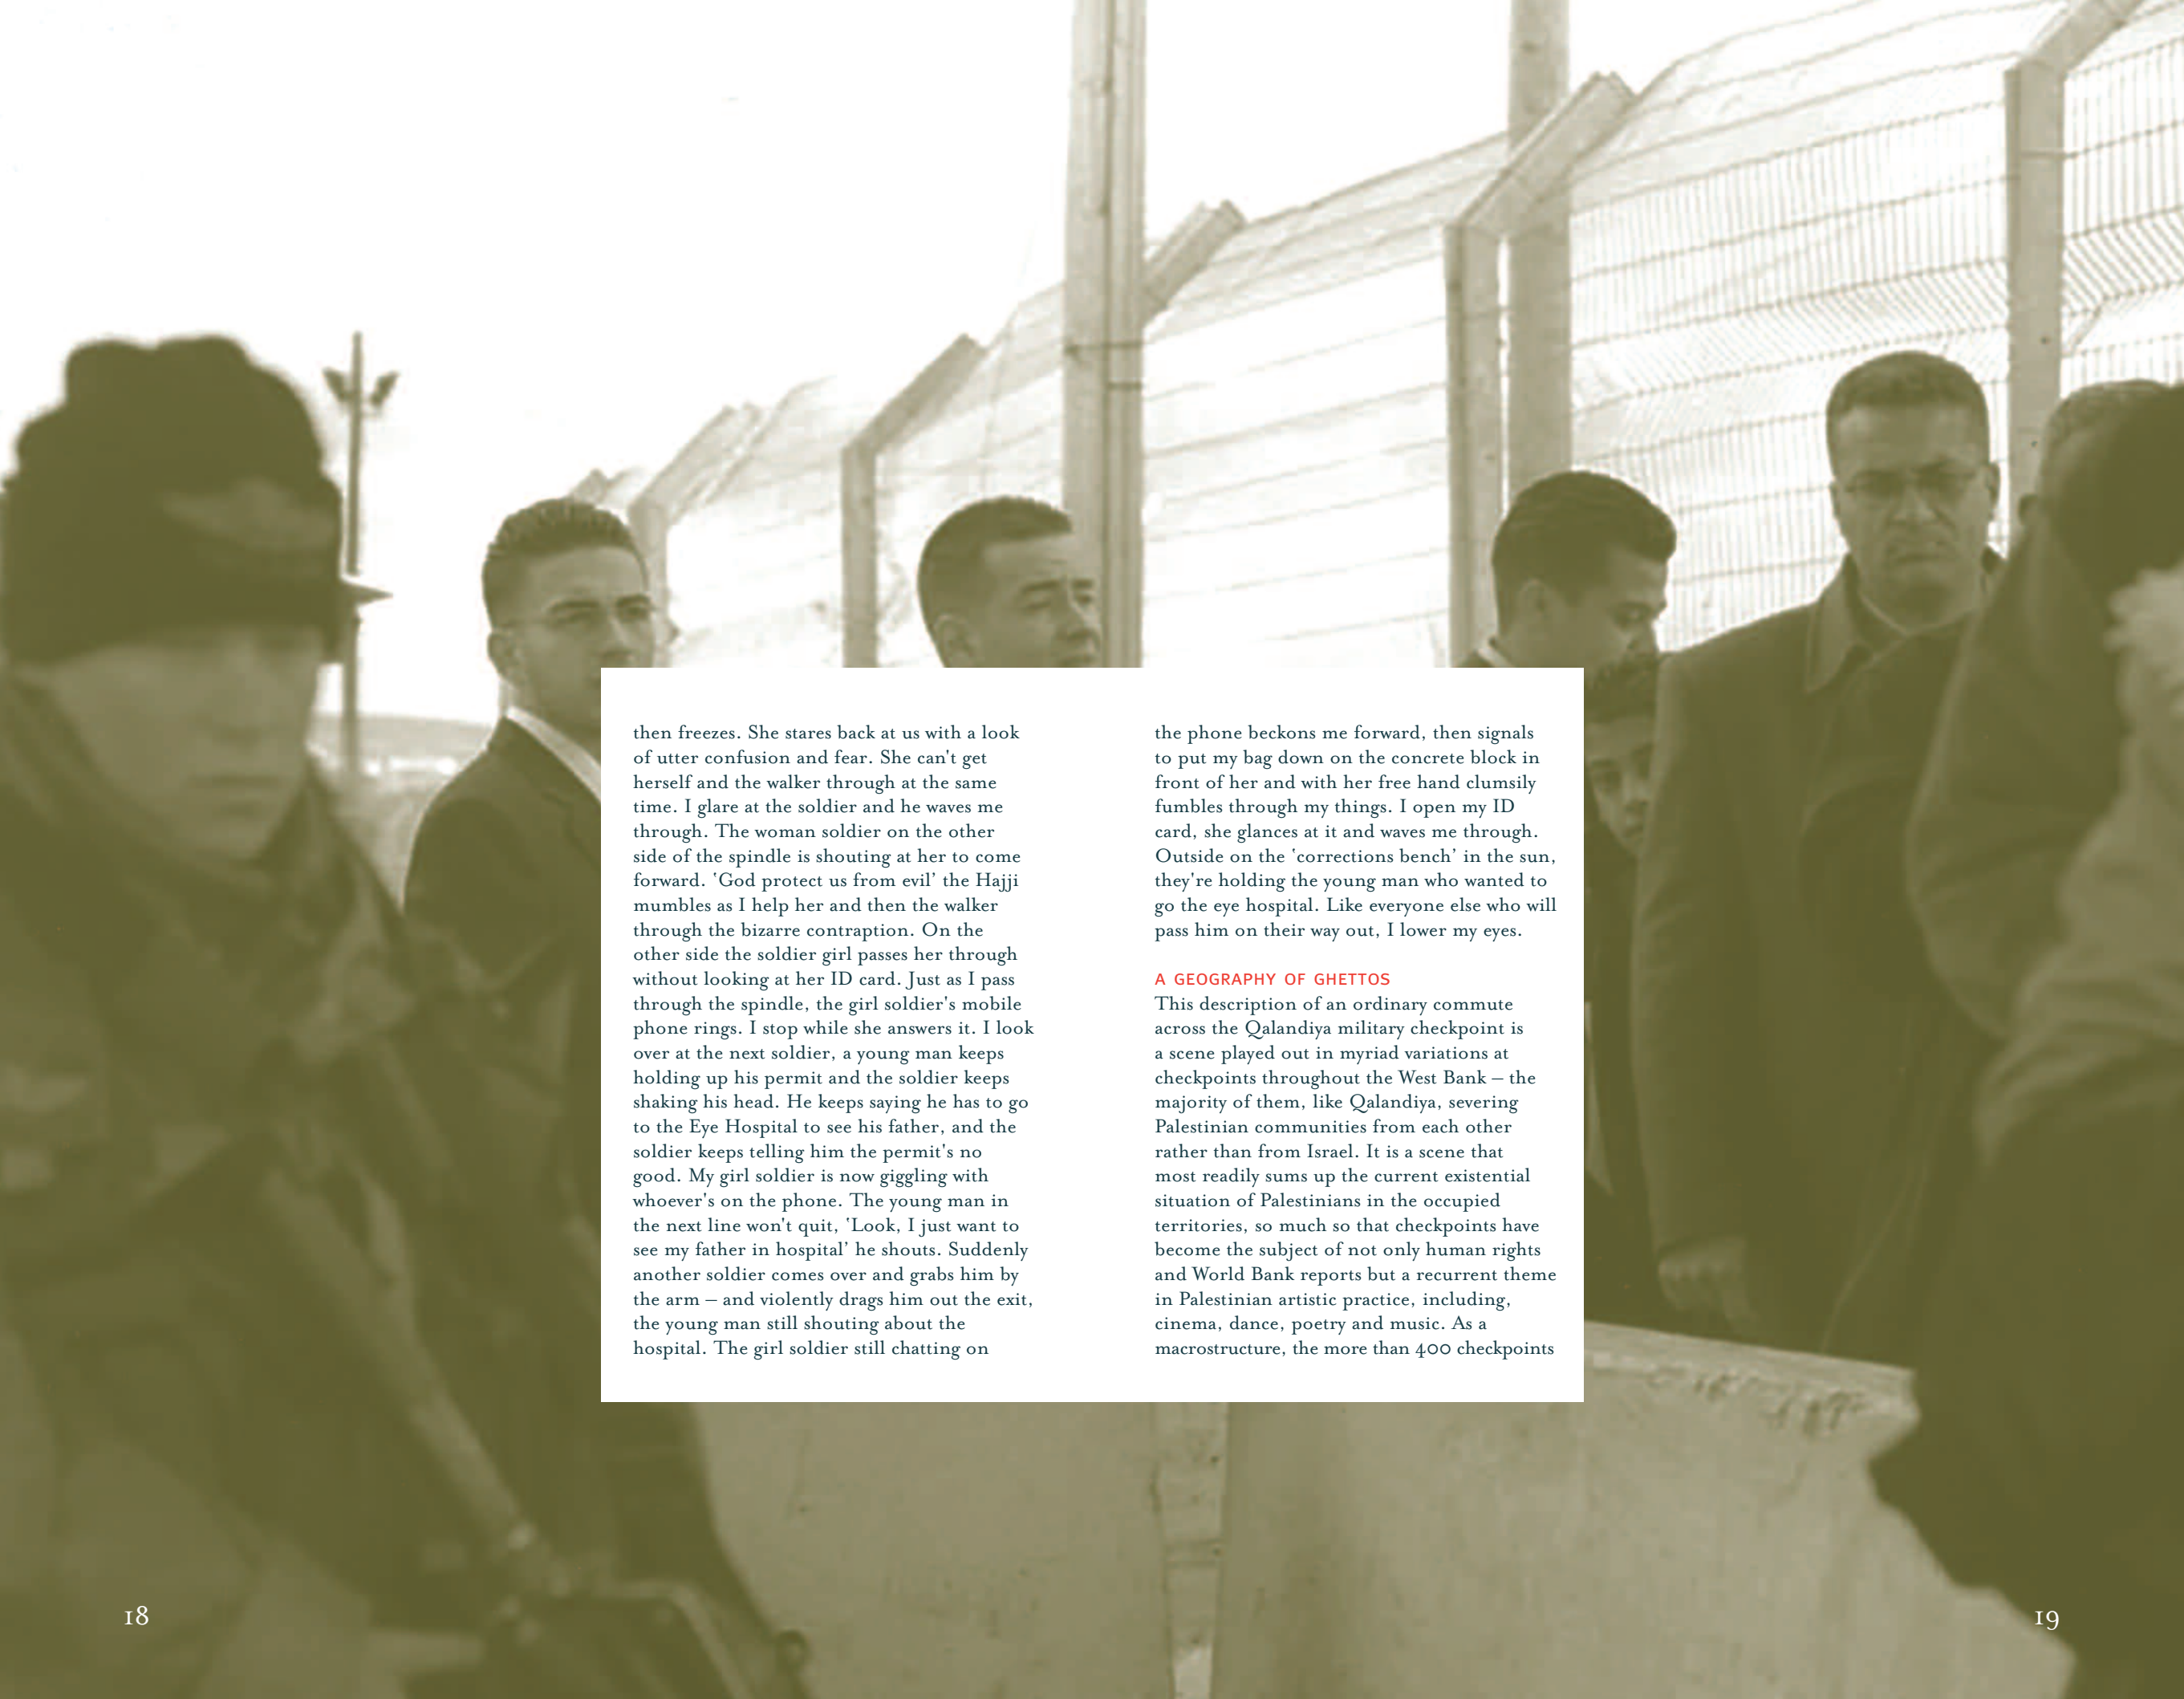 then freezes. She stares back at us with a look
of utter confusion and fear. She can't get
herself and the walker through at the same
time. I glare at the soldier and he waves me
through. The woman soldier on the other
side of the spindle is shouting at her to come
forward. ‘God protect us from evil’ the Hajji
mumbles as I help her and then the walker
through the bizarre contraption. On the
other side the soldier girl passes her through
without looking at her ID card. Just as I pass
through the spindle, the girl soldier's mobile
phone rings. I stop while she answers it. I look
over at the next soldier, a young man keeps
holding up his permit and the soldier keeps
shaking his head. He keeps saying he has to go
to the Eye Hospital to see his father, and the
soldier keeps telling him the permit's no
good. My girl soldier is now giggling with
whoever's on the phone. The young man in
the next line won't quit, ‘Look, I just want to
see my father in hospital’ he shouts. Suddenly
another soldier comes over and grabs him by
the arm – and violently drags him out the exit,
the young man still shouting about the
hospital. The girl soldier still chatting on
the phone beckons me forward, then signals
to put my bag down on the concrete block in
front of her and with her free hand clumsily
fumbles through my things. I open my ID
card, she glances at it and waves me through.
Outside on the ‘corrections bench’ in the sun,
they're holding the young man who wanted to
go the eye hospital. Like everyone else who will
pass him on their way out, I lower my eyes.
A GEOGRAPHY OF GHETTOS
This description of an ordinary commute
across the Qalandiya military checkpoint is
a scene played out in myriad variations at
checkpoints throughout the West Bank – the
majority of them, like Qalandiya, severing
Palestinian communities from each other
rather than from Israel. It is a scene that
most readily sums up the current existential
situation of Palestinians in the occupied
territories, so much so that checkpoints have
become the subject of not only human rights
and World Bank reports but a recurrent theme
in Palestinian artistic practice, including,
cinema, dance, poetry and music. As a
macrostructure, the more than 400 checkpoints
18
19